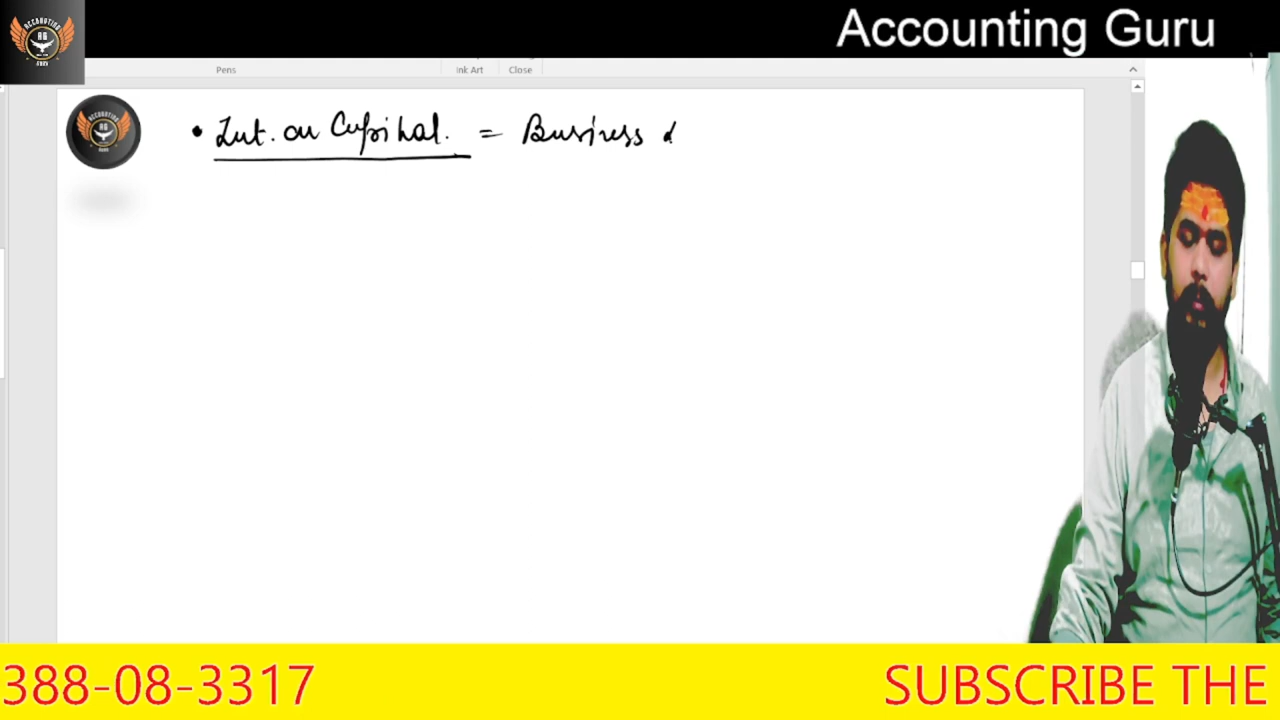 Accounting Guru
Pens
Ink Art
Close
• Int. on Capital. = Business
388-08-3317
SUBSCRIBE THE